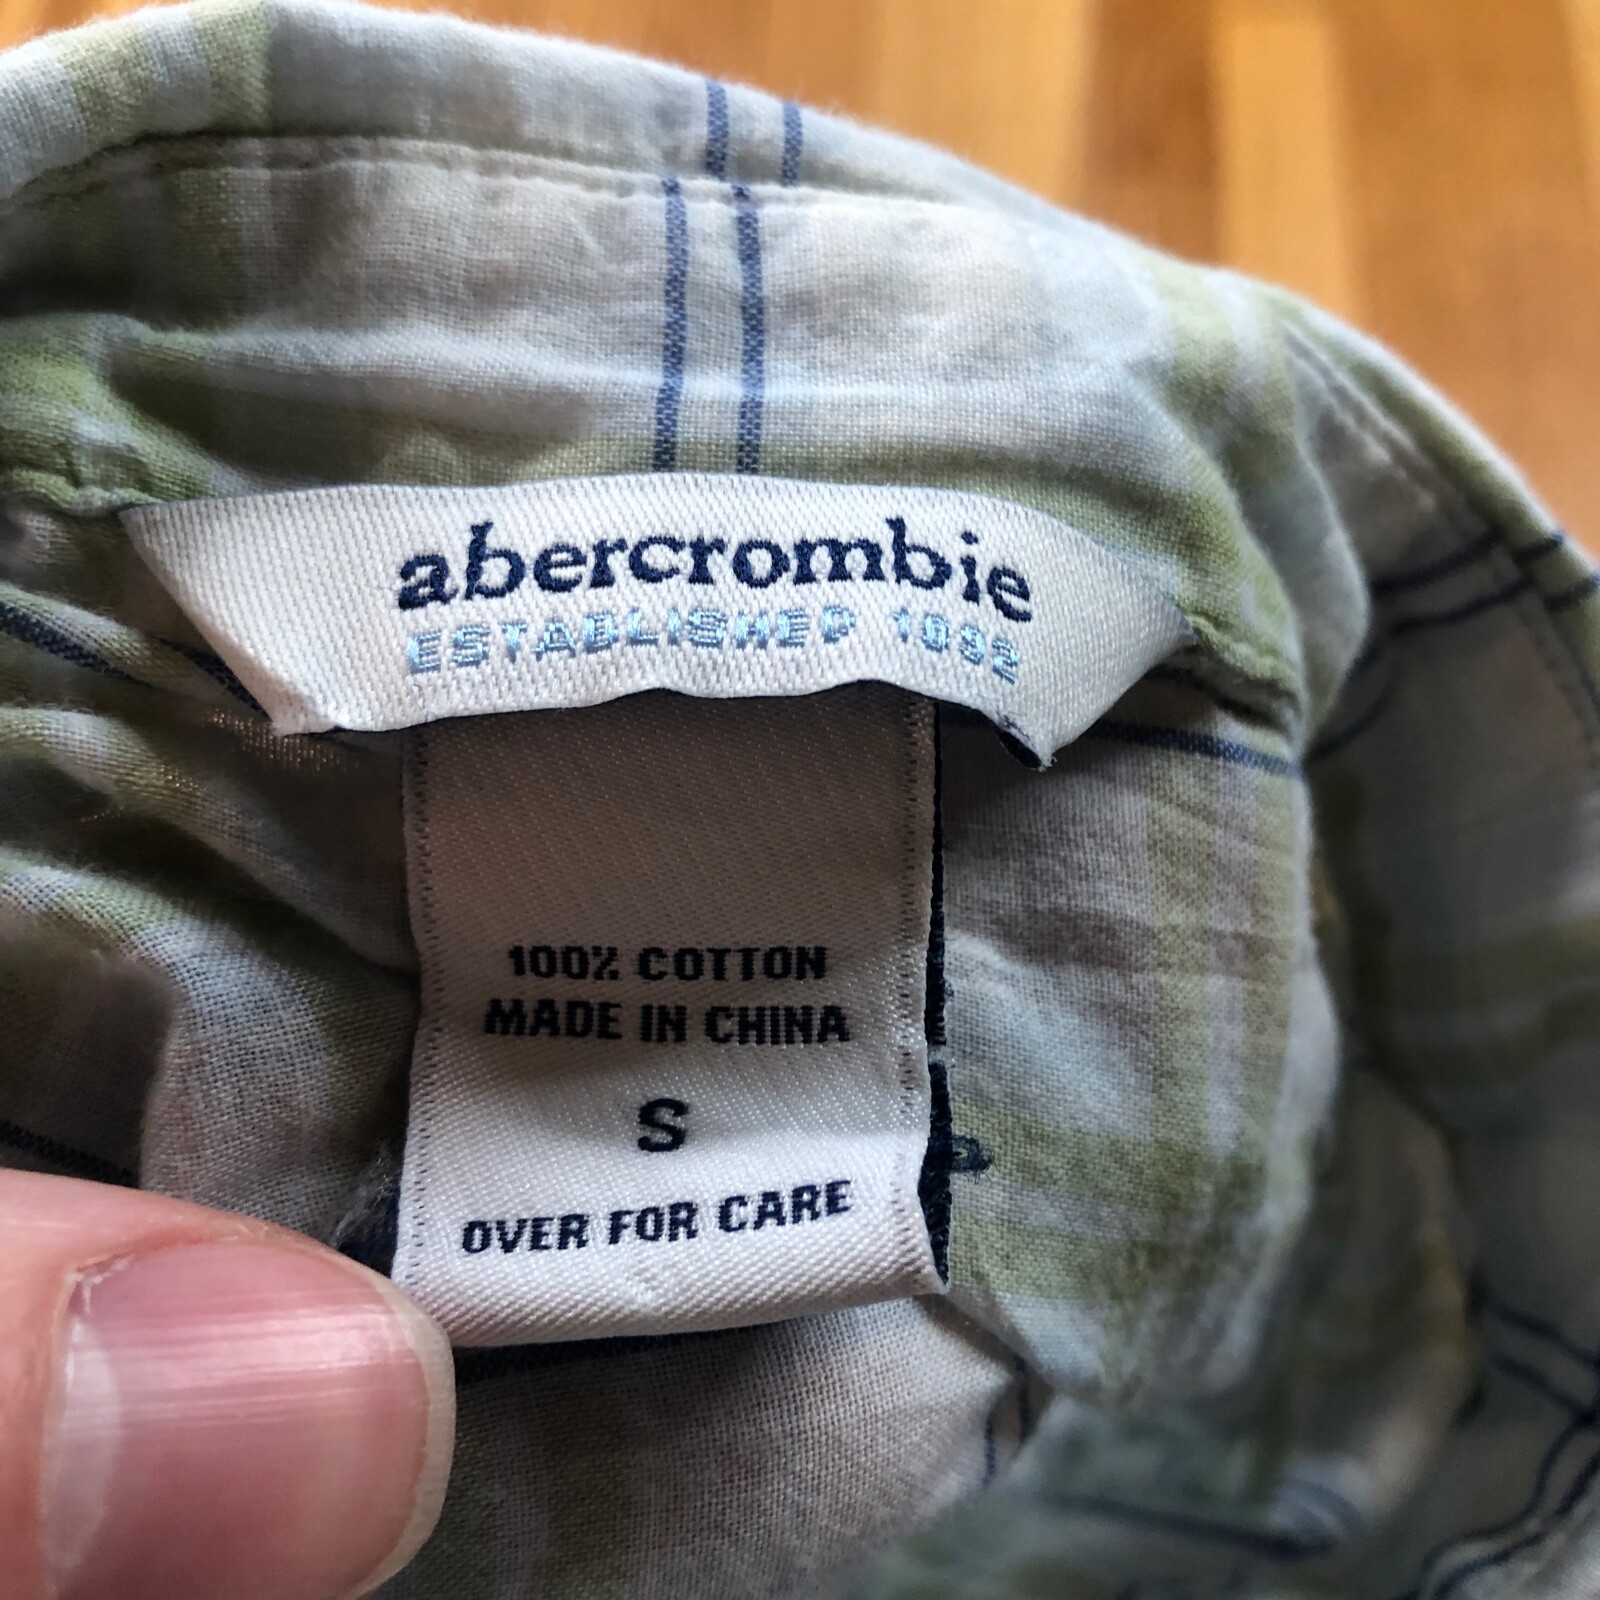 abercrombie
ESTABLISHED 1892
100% COTTON
MADE IN CHINA
S
OVER FOR CARE